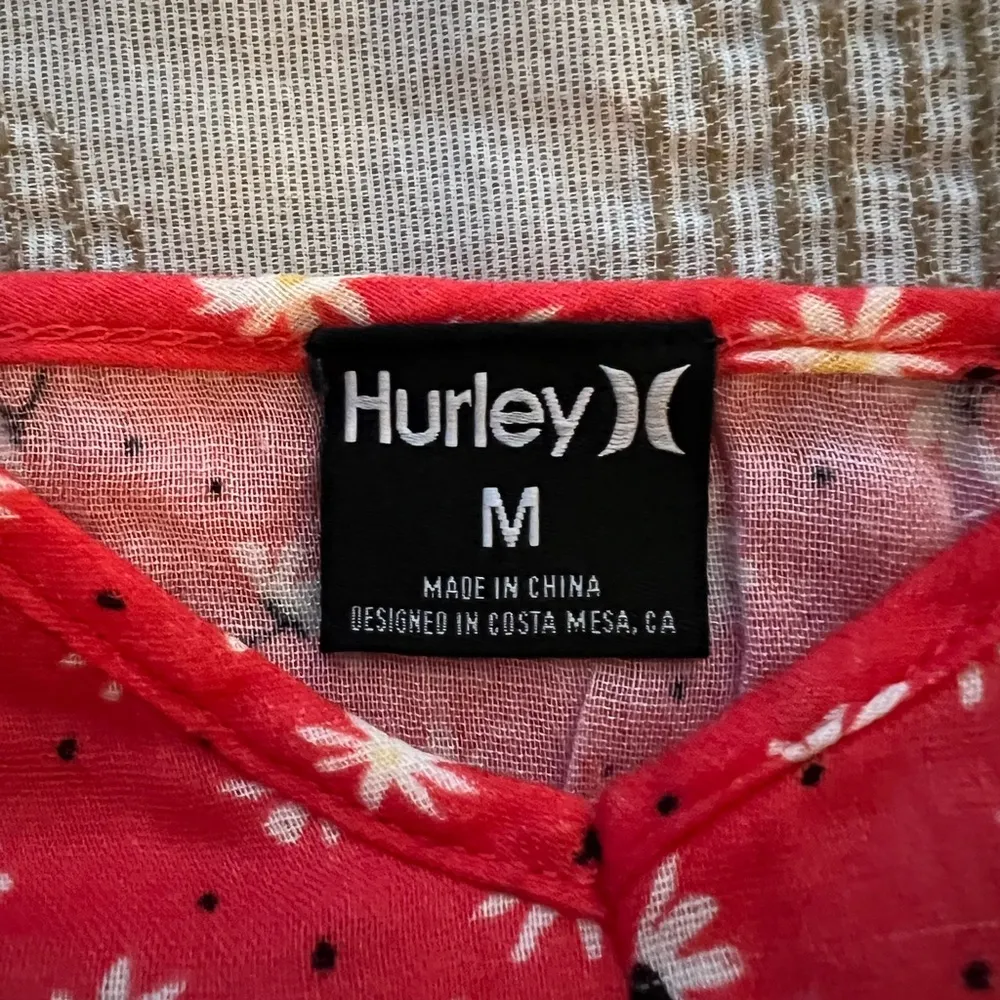 Hurley
M
MADE IN CHINA
DESIGNED IN COSTA MESA, CA